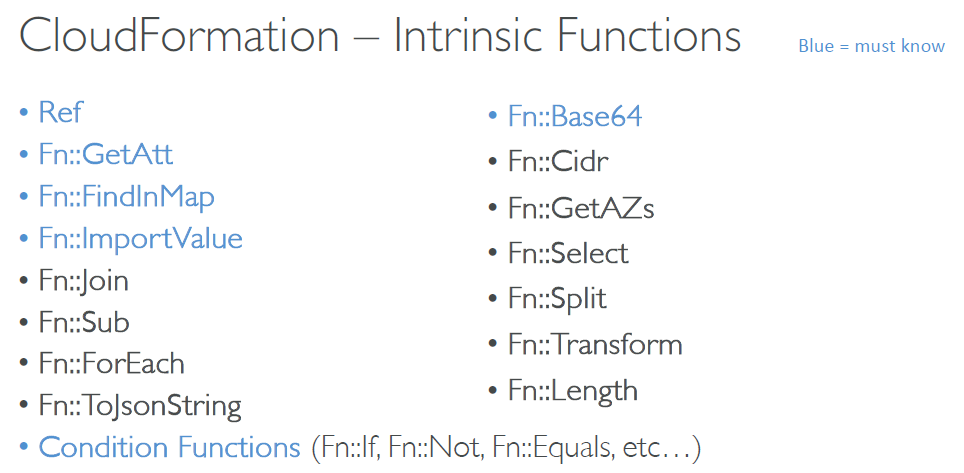 CloudFormation – Intrinsic Functions
Blue = must know
• Ref
• Fn::GetAtt
• Fn::FindInMap
• Fn::ImportValue
• Fn::Join
• Fn::Sub
• Fn::ForEach
• Fn::ToJsonString
• Condition Functions (Fn::If, Fn::Not, Fn::Equals, etc…)
• Fn::Base64
• Fn::Cidr
• Fn::GetAZs
• Fn::Select
• Fn::Split
• Fn::Transform
• Fn::Length